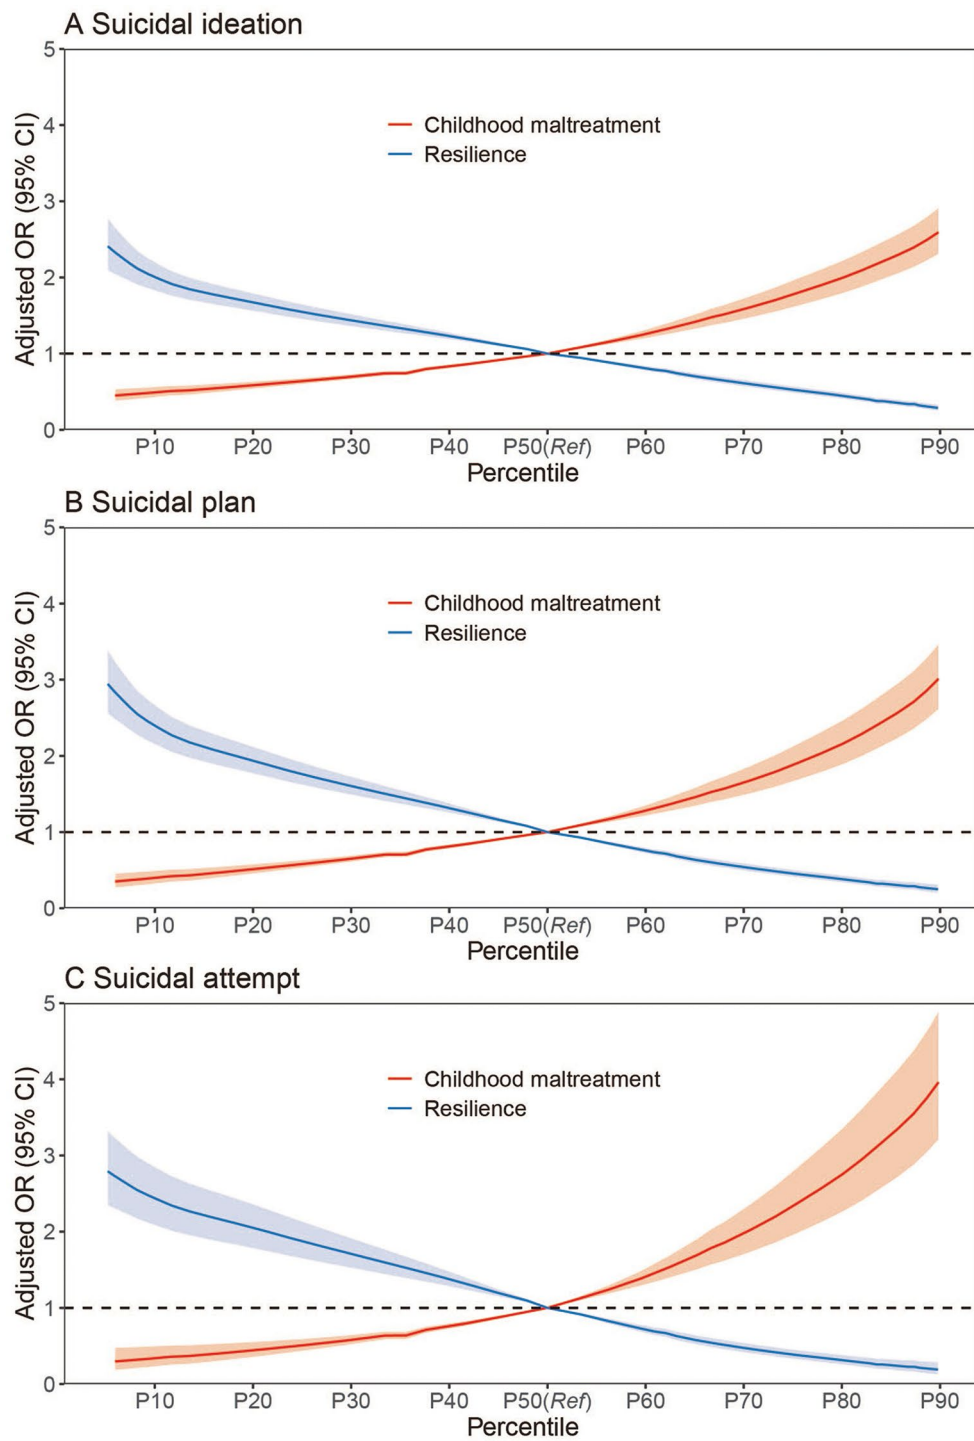 A Suicidal ideation
Adjusted OR (95% CI)
5
4
3
2
1
0
Childhood maltreatment
Resilience
P10 P20 P30 P40 P50(Ref) P60 P70 P80 P90
Percentile
B Suicidal plan
Adjusted OR (95% CI)
5
4
3
2
1
0
Childhood maltreatment
Resilience
P10 P20 P30 P40 P50(Ref) P60 P70 P80 P90
Percentile
C Suicidal attempt
Adjusted OR (95% CI)
5
4
3
2
1
0
Childhood maltreatment
Resilience
P10 P20 P30 P40 P50(Ref) P60 P70 P80 P90
Percentile